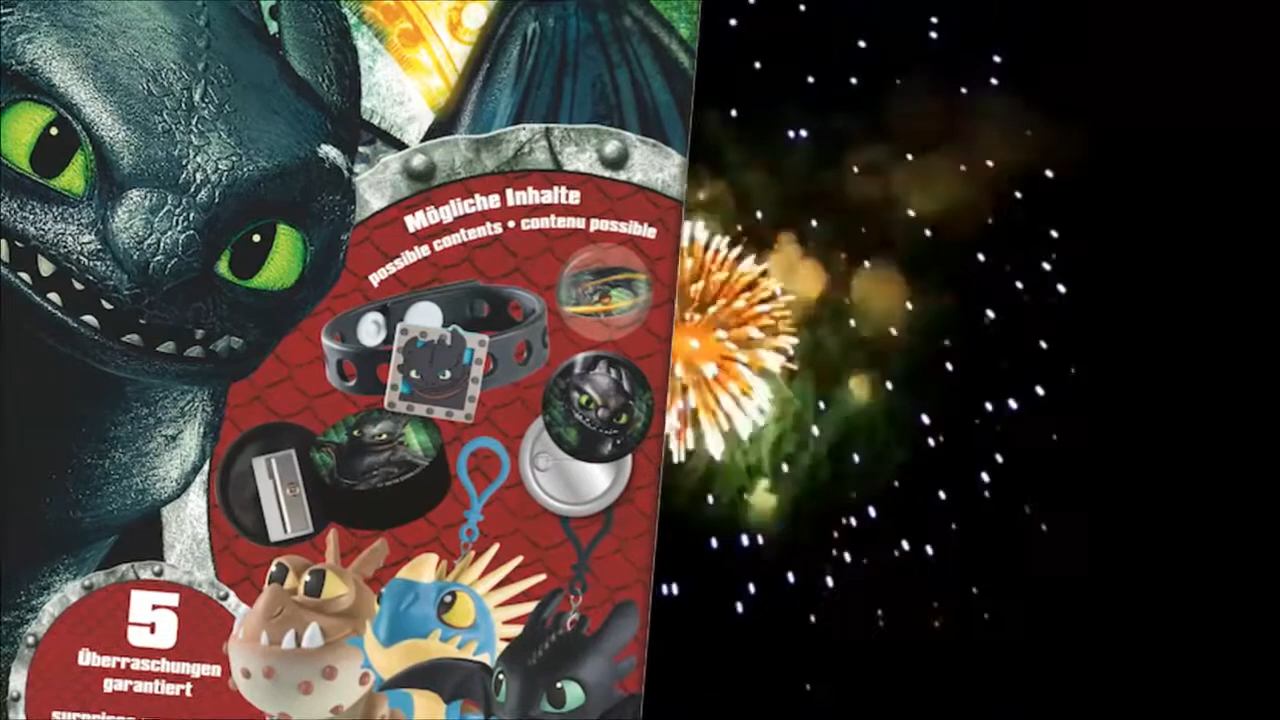 Mögliche Inhalte
possible contents • contenu possible
5
Überraschungen
garantiert